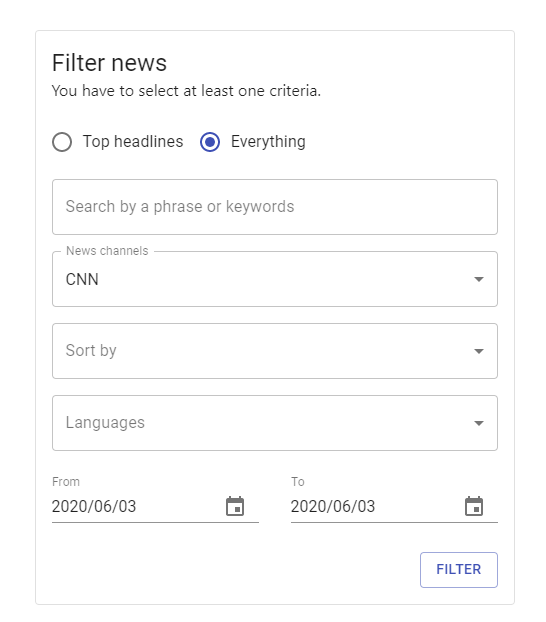 Filter news
You have to select at least one criteria.
Top headlines Everything
Search by a phrase or keywords
News channels
CNN
Sort by
Languages
From To
2020/06/03 2020/06/03
FILTER